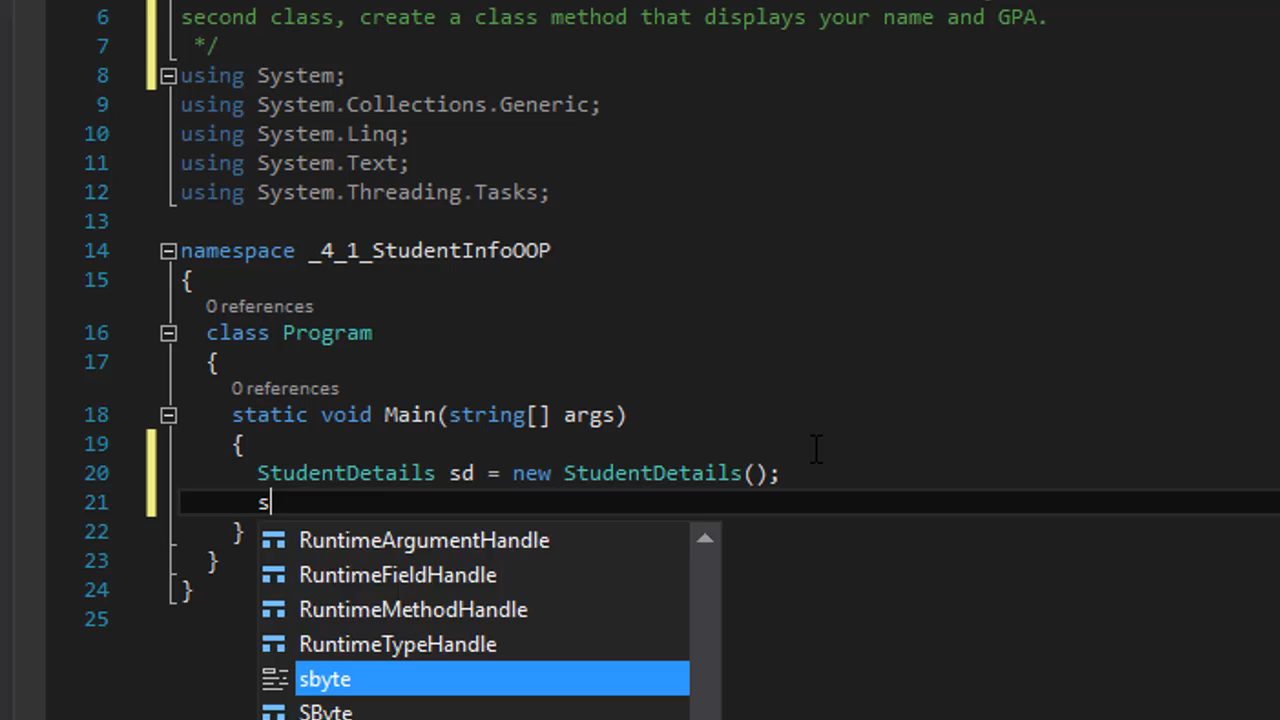 6 second class, create a class method that displays your name and GPA.
7 */
8 using System;
9 using System.Collections.Generic;
10 using System.Linq;
11 using System.Text;
12 using System.Threading.Tasks;
13
14 namespace _4_1_StudentInfoOOP
15 {
0 references
16 class Program
17 {
0 references
18 static void Main(string[] args)
19 {
20 StudentDetails sd = new StudentDetails();
21 s
22 }
23 }
24 }
25
RuntimeArgumentHandle
RuntimeFieldHandle
RuntimeMethodHandle
RuntimeTypeHandle
sbyte
SByte